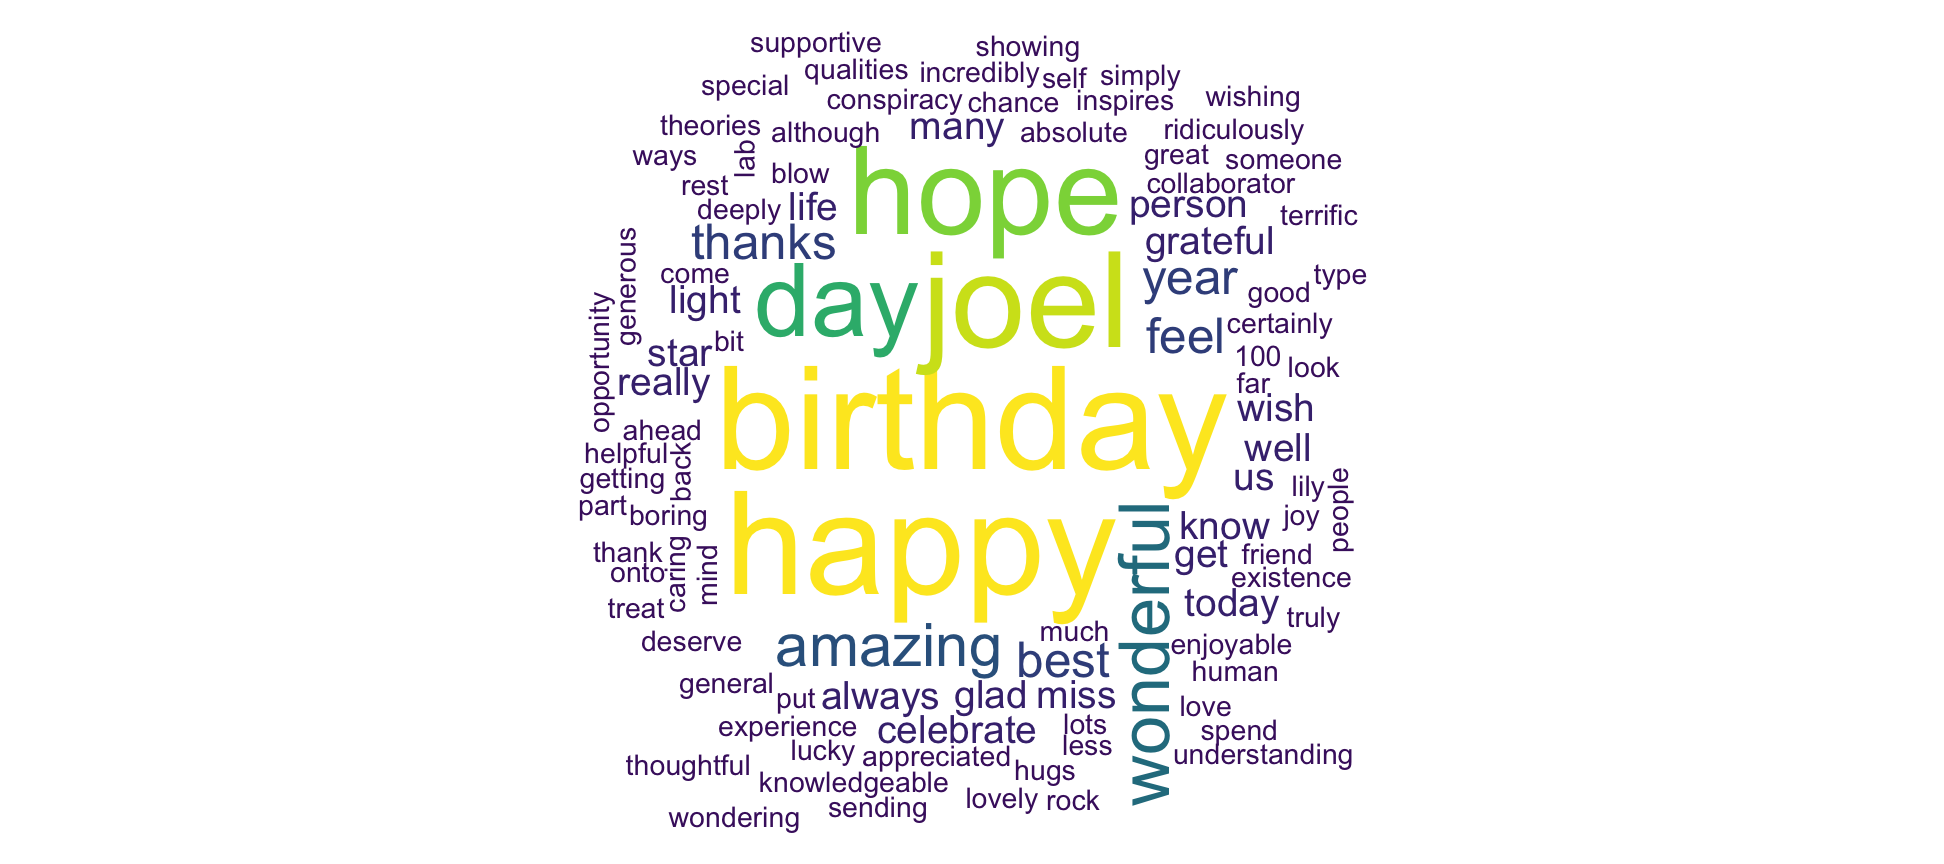 supportive
showing
qualities
incredibly
self
simply
special
conspiracy
chance
inspires
wishing
theories
although
many
absolute
ridiculously
ways
lab
blow
hope
great
someone
rest
collaborator
deeply
life
person
terrific
thanks
grateful
generous
come
day
joel
year
type
light
good
opportunity
feel
certainly
star
bit
100
look
really
birthday
far
wish
ahead
well
helpful
back
us
getting
lily
people
part
boring
happy
wonderful
know
joy
thank
get
friend
onto
caring
mind
existence
treat
today
truly
deserve
amazing
much
best
enjoyable
human
general
put
always
glad
miss
love
experience
celebrate
lots
spend
lucky
appreciated
less
understanding
thoughtful
knowledgeable
hugs
sending
lovely
rock
wondering